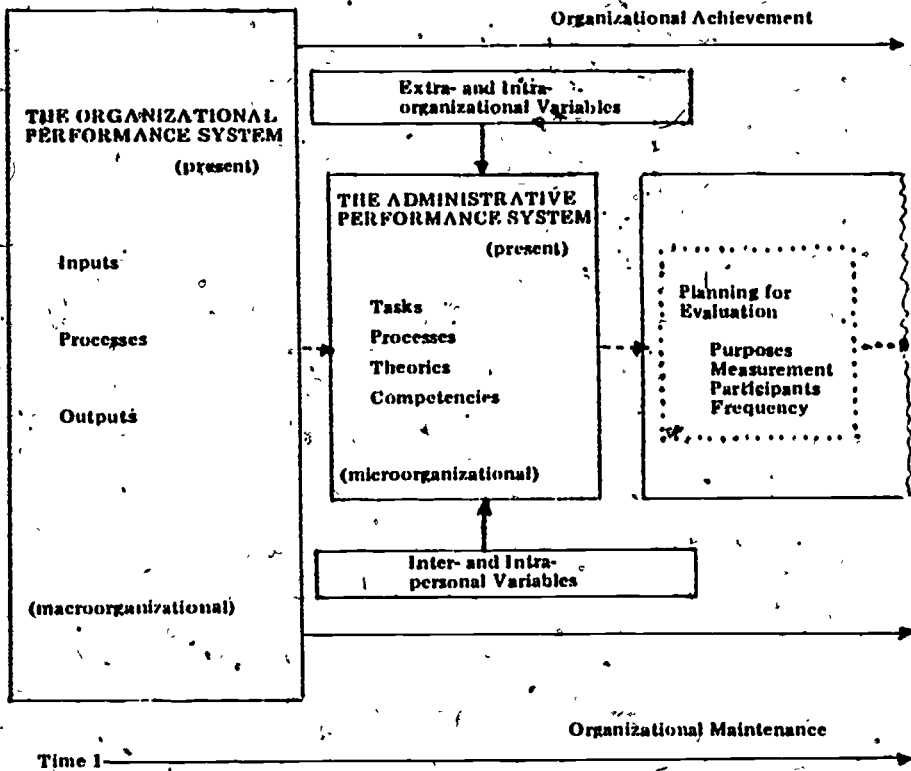 Organizational Achievement
Extra- and Intra-
organizational Variables
THE ORGANIZATIONAL
PERFORMANCE SYSTEM
(present)
Inputs
Processes
Outputs
(macroorganizational)
THE ADMINISTRATIVE
PERFORMANCE SYSTEM
(present)
Tasks
Processes
Theories
Competencies
(microorganizational)
Planning for
Evaluation
Purposes
Measurement
Participants
Frequency
Inter- and Intra-
personal Variables
Organizational Maintenance
Time 1